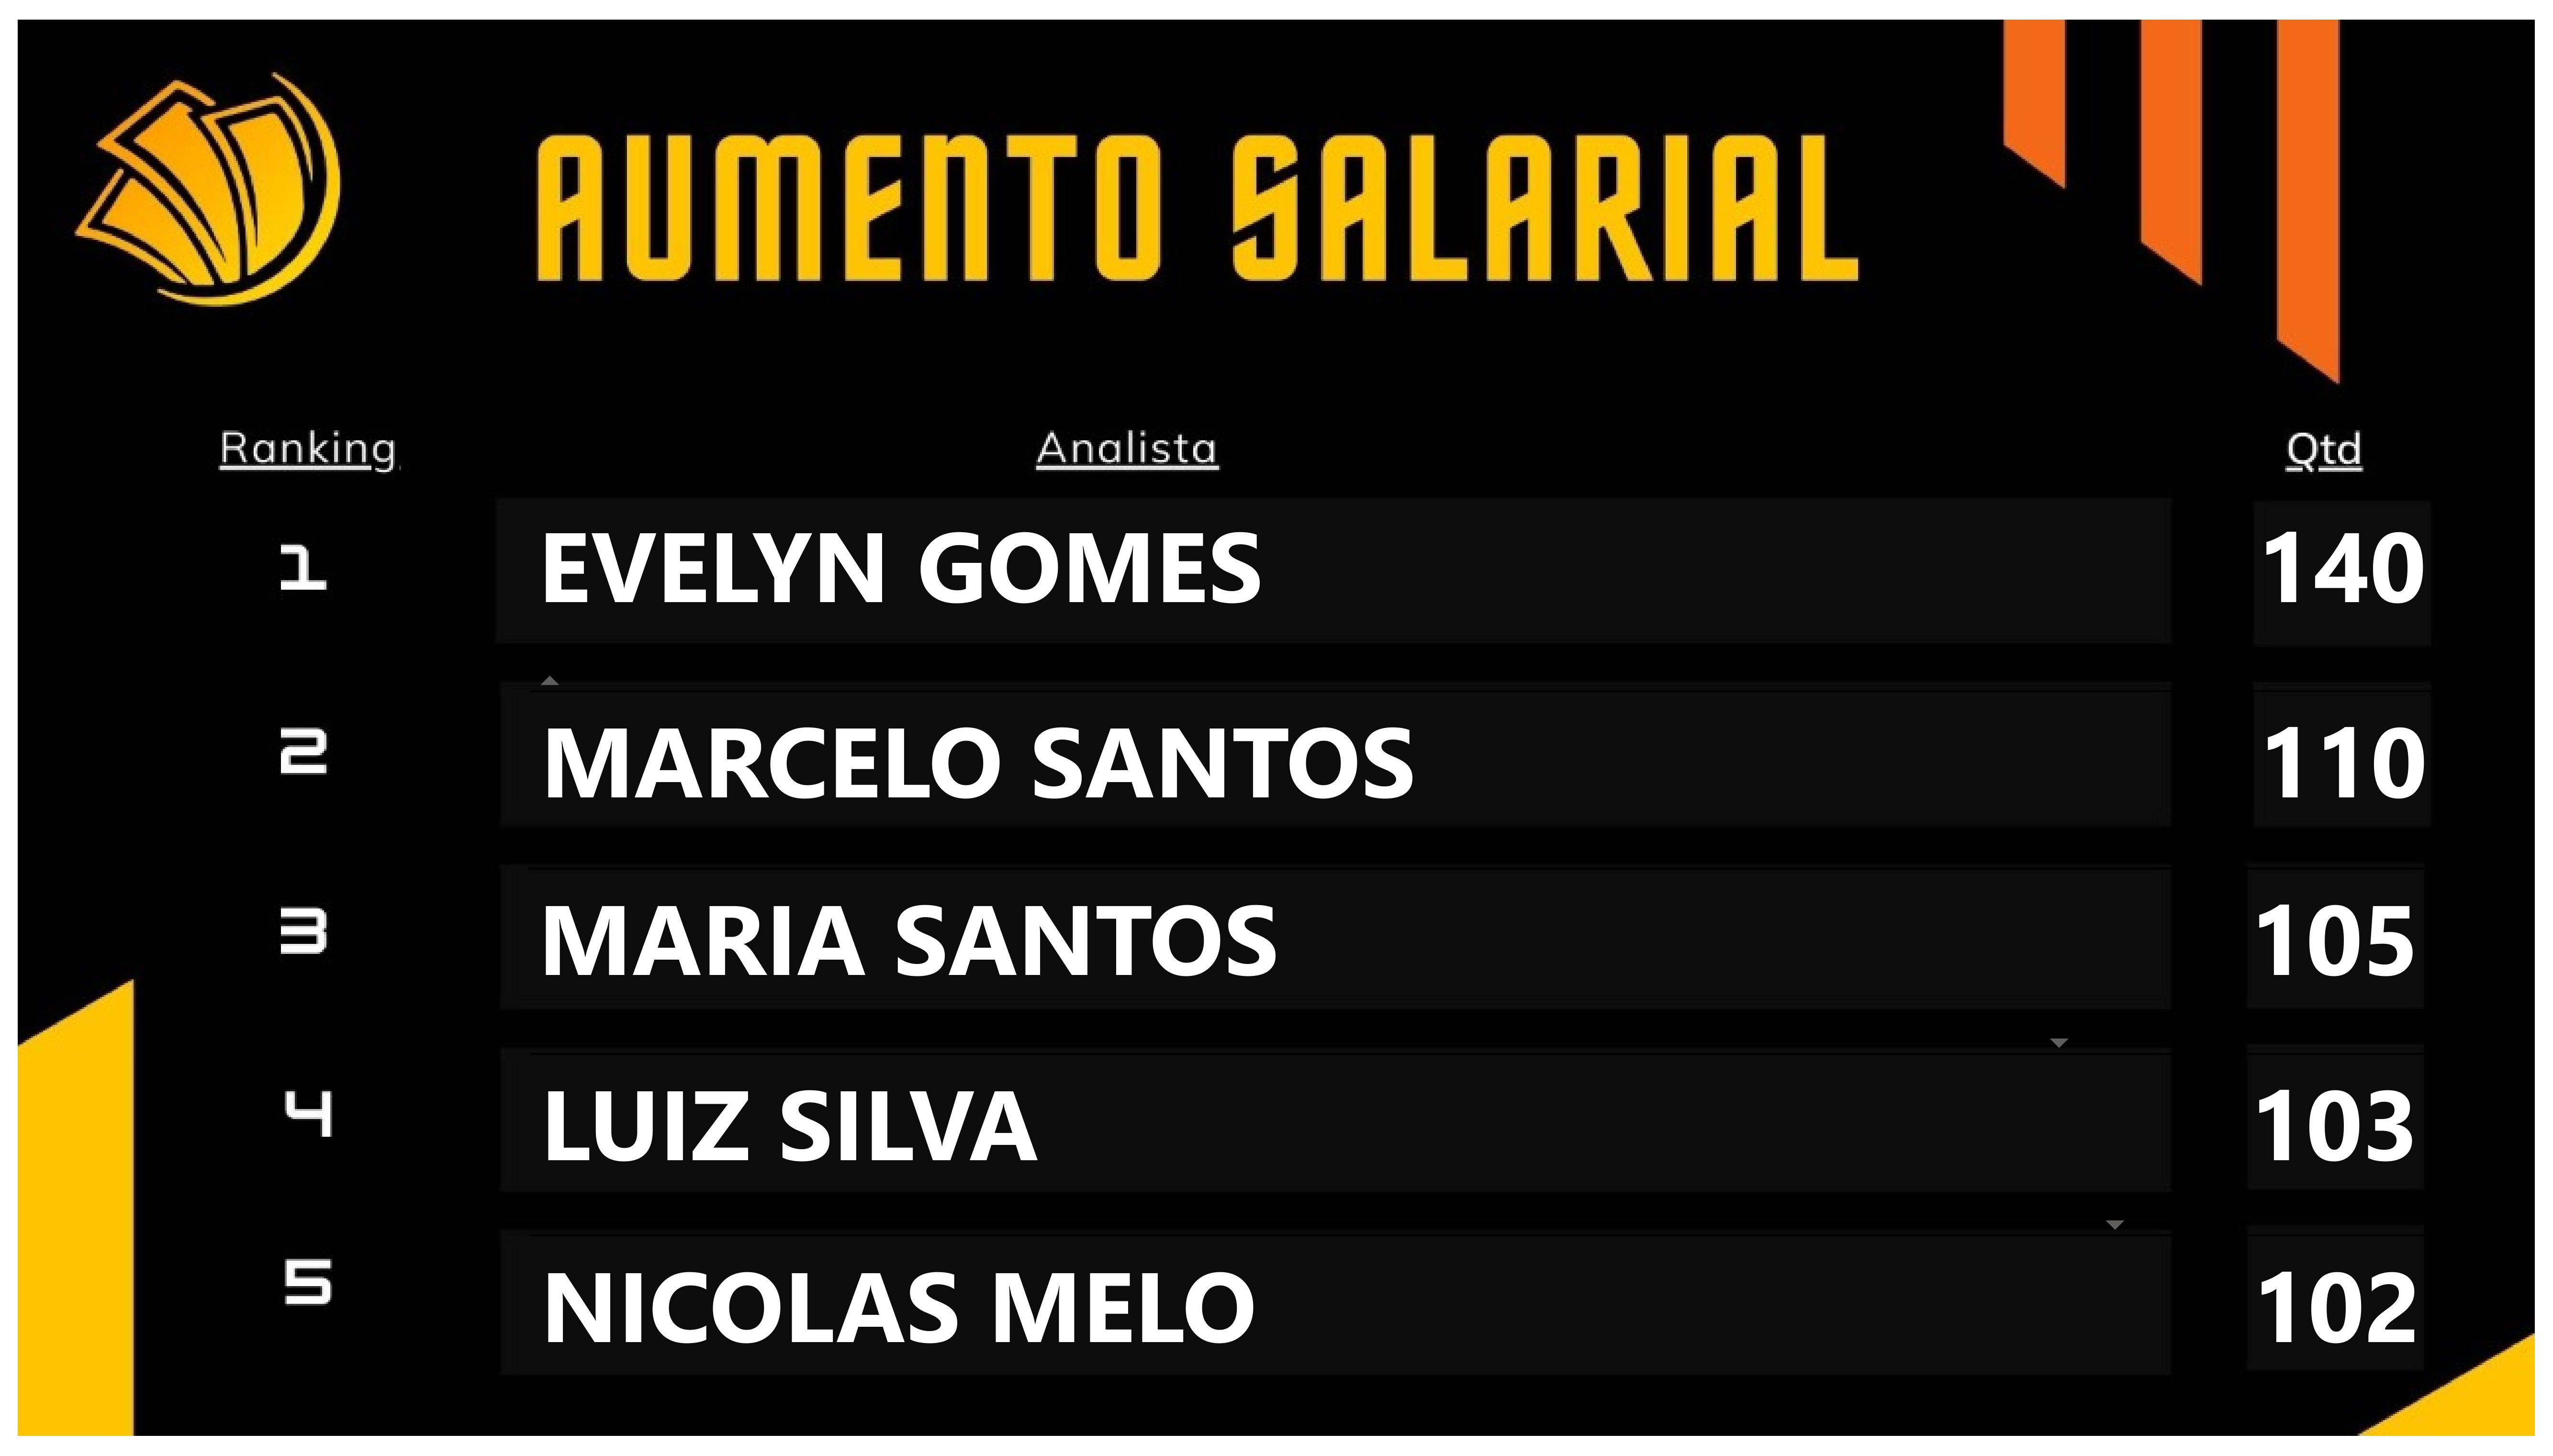 AUMENTO SALARIAL
Ranking Analista Qtd
1 EVELYN GOMES 140
2 MARCELO SANTOS 110
3 MARIA SANTOS 105
4 LUIZ SILVA 103
5 NICOLAS MELO 102